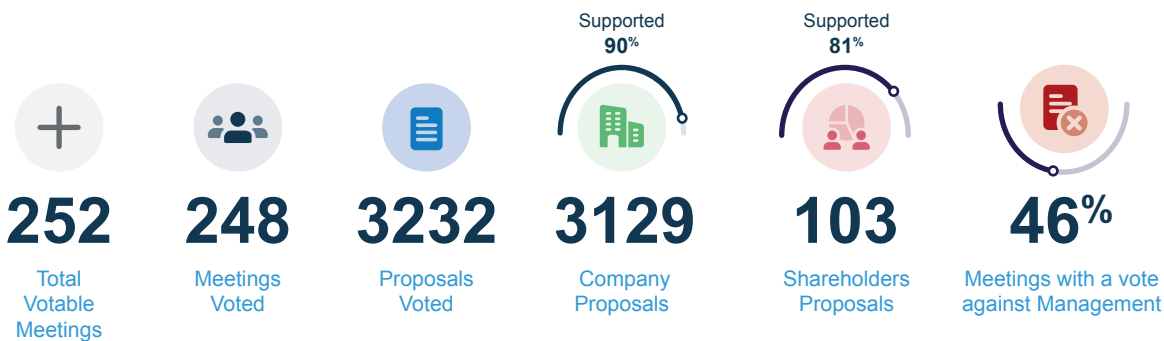 Supported
90%
Supported
81%
252
248
3232
3129
103
46%
Total
Votable
Meetings
Meetings
Voted
Proposals
Voted
Company
Proposals
Shareholders
Proposals
Meetings with a vote
against Management